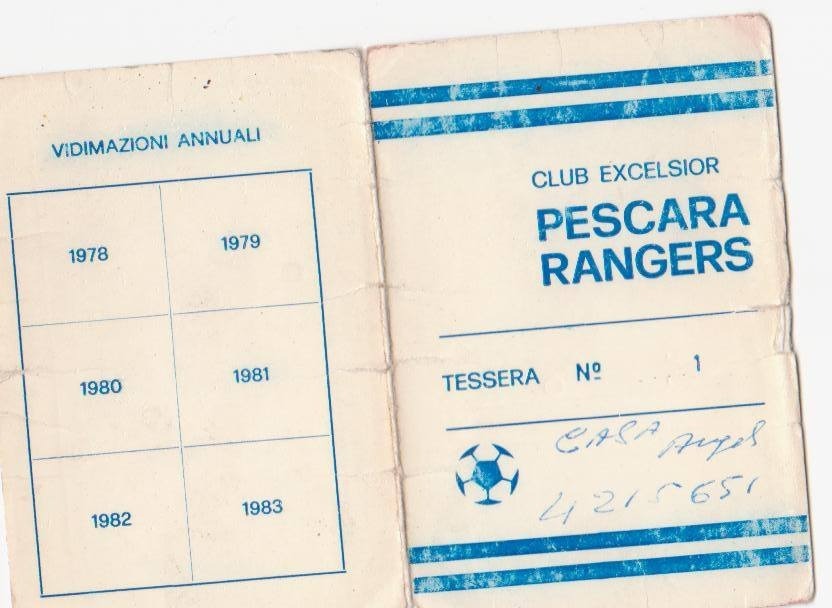 VIDIMAZIONI ANNUALI
1978 1979
1980 1981
1982 1983
CLUB EXCELSIOR
PESCARA
RANGERS
TESSERA Nº 1
CASA
4215651